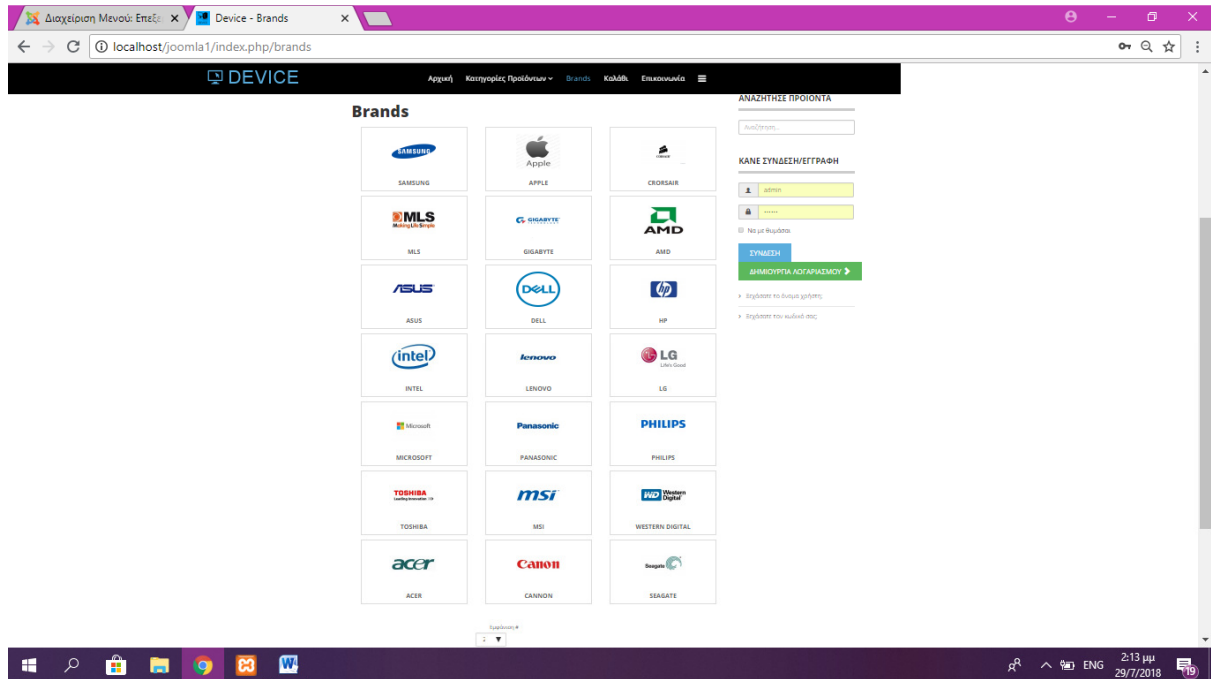 Διαχείριση Μενού: Επεξε
Device - Brands
localhost/joomla1/index.php/brands
DEVICE
Αρχική Κατηγορίες Προϊόντων Brands Καλάθι Επικοινωνία
Brands
SAMSUNG
Apple
SAMSUNG
APPLE
CRORSAIR
MLS
Making Life Simple
GIGABYTE
AMD
MLS
GIGABYTE
AMD
ASUS
DELL
hp
ASUS
DELL
HP
intel
lenovo
LG
Life's Good
INTEL
LENOVO
LG
Microsoft
Panasonic
PHILIPS
MICROSOFT
PANASONIC
PHILIPS
TOSHIBA
Leading Innovation
msi
WD Western Digital
TOSHIBA
MSI
WESTERN DIGITAL
acer
Canon
Seagate
ACER
CANNON
SEAGATE
Εμφάνιση #
ΑΝΑΖΗΤΗΣΕ ΠΡΟΙΟΝΤΑ
Αναζήτηση...
ΚΑΝΕ ΣΥΝΔΕΣΗ/ΕΓΓΡΑΦΗ
admin
Να με θυμάσαι
ΣΥΝΔΕΣΗ
ΔΗΜΙΟΥΡΓΙΑ ΛΟΓΑΡΙΑΣΜΟΥ
Ξεχάσατε το όνομα χρήστη;
Ξεχάσατε τον κωδικό σας;
ENG
2:13 μμ
29/7/2018
19